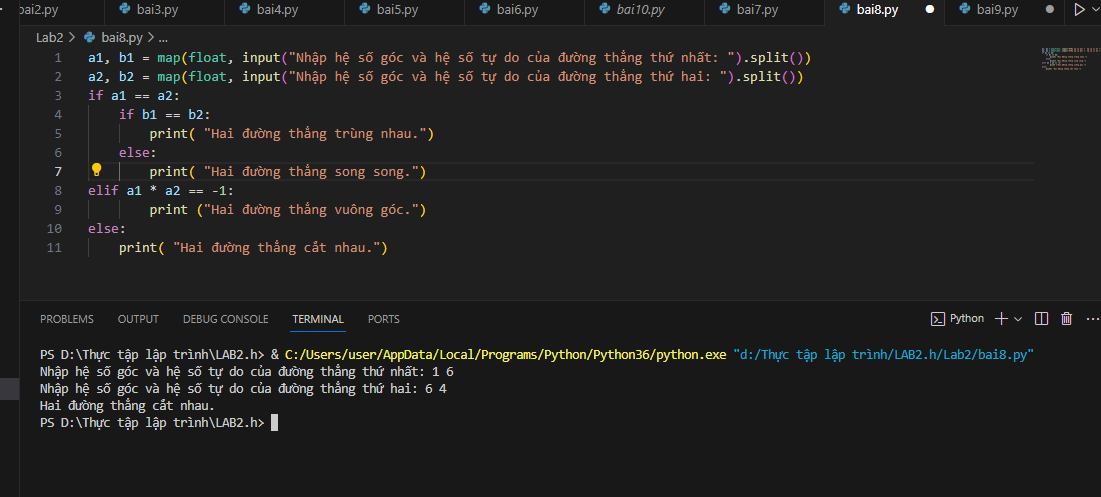 bai2.py bai3.py bai4.py bai5.py bai6.py bai10.py bai7.py bai8.py bai9.py
Lab2 > bai8.py > ...
1 a1, b1 = map(float, input("Nhập hệ số góc và hệ số tự do của đường thẳng thứ nhất: ").split())
2 a2, b2 = map(float, input("Nhập hệ số góc và hệ số tự do của đường thẳng thứ hai: ").split())
3 if a1 == a2:
4     if b1 == b2:
5         print( "Hai đường thẳng trùng nhau.")
6     else:
7         print( "Hai đường thẳng song song.")
8 elif a1 * a2 == -1:
9         print ("Hai đường thẳng vuông góc.")
10 else:
11     print( "Hai đường thẳng cắt nhau.")
PROBLEMS OUTPUT DEBUG CONSOLE TERMINAL PORTS Python
PS D:\Thực tập lập trình\LAB2.h> & C:/Users/user/AppData/Local/Programs/Python/Python36/python.exe "d:/Thực tập lập trình/LAB2.h/Lab2/bai8.py"
Nhập hệ số góc và hệ số tự do của đường thẳng thứ nhất: 1 6
Nhập hệ số góc và hệ số tự do của đường thẳng thứ hai: 6 4
Hai đường thẳng cắt nhau.
PS D:\Thực tập lập trình\LAB2.h>